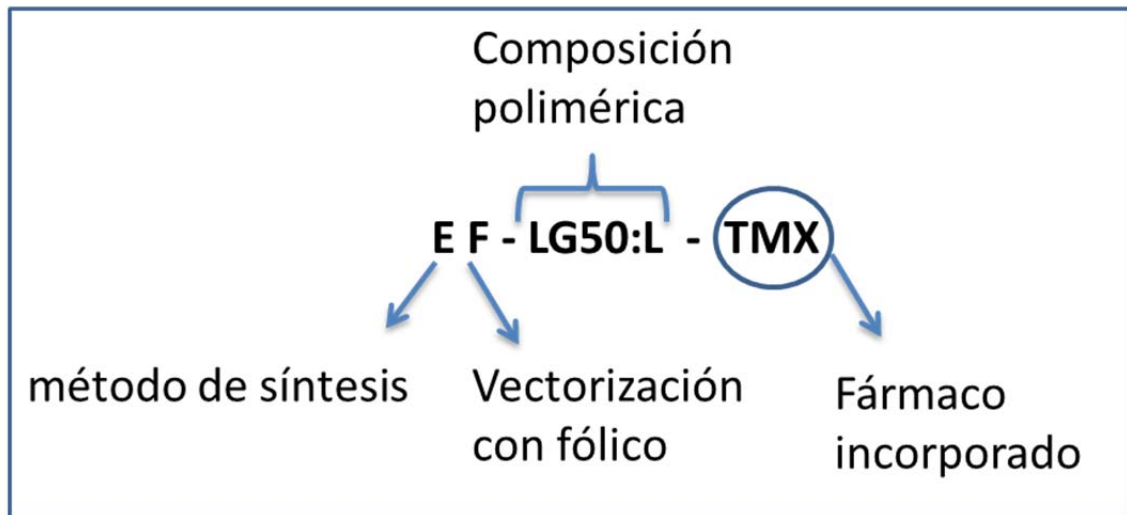 Composición
polimérica
E F - LG50:L - TMX
método de síntesis
Vectorización
con fólico
Fármaco
incorporado